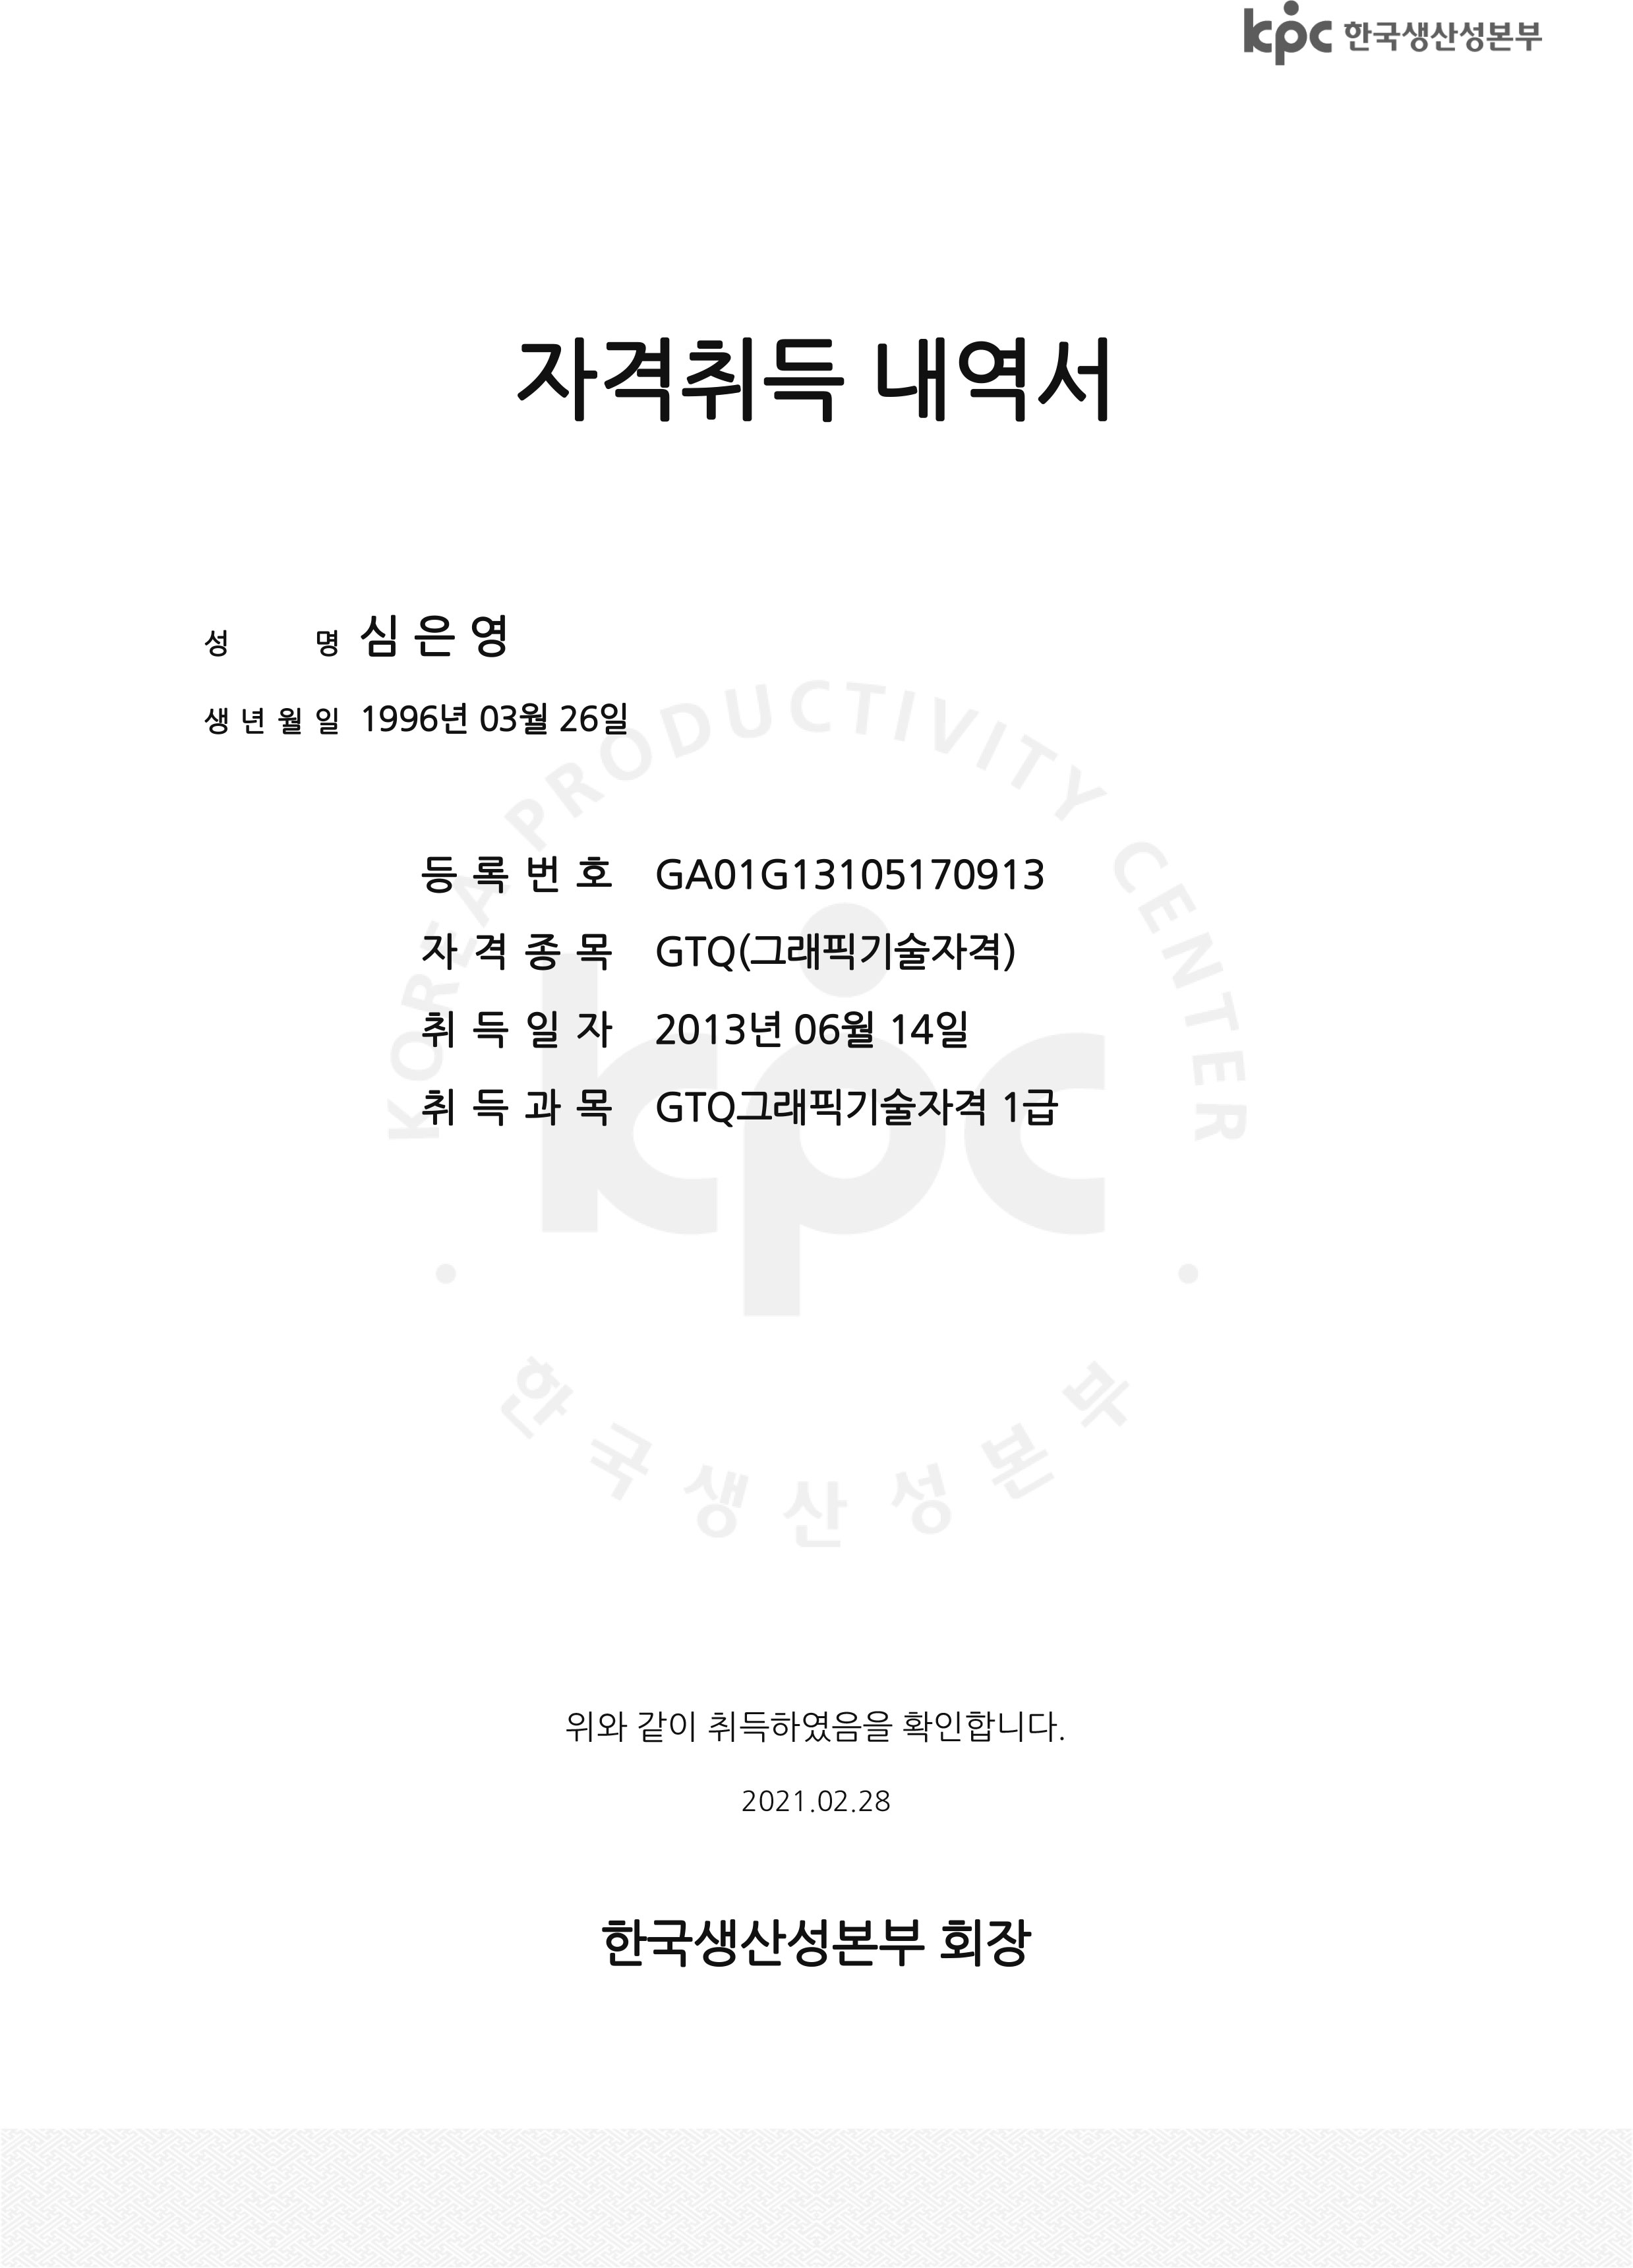 kpc 한국생산성본부
자격취득 내역서
성 명 심은영
생년월일 1996년 03월 26일
KOREA PRODUCTIVITY CENTER
등록번호 GA01G13105170913
자격종목 GTQ(그래픽기술자격)
취득일자 2013년 06월 14일
취득과목 GTQ그래픽기술자격 1급
kpc
한국생산성본부
위와 같이 취득하였음을 확인합니다.
2021.02.28
한국생산성본부 회장